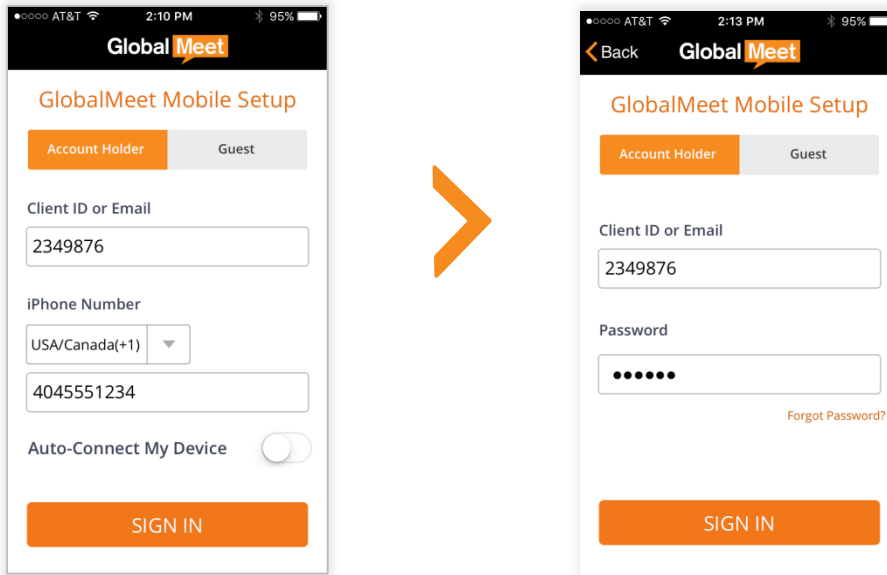 AT&T 2:10 PM 95%
Global Meet
GlobalMeet Mobile Setup
Account Holder Guest
Client ID or Email
2349876
iPhone Number
USA/Canada(+1)
4045551234
Auto-Connect My Device
SIGN IN
AT&T 2:13 PM 95%
Back Global Meet
GlobalMeet Mobile Setup
Account Holder Guest
Client ID or Email
2349876
Password
••••••
Forgot Password?
SIGN IN